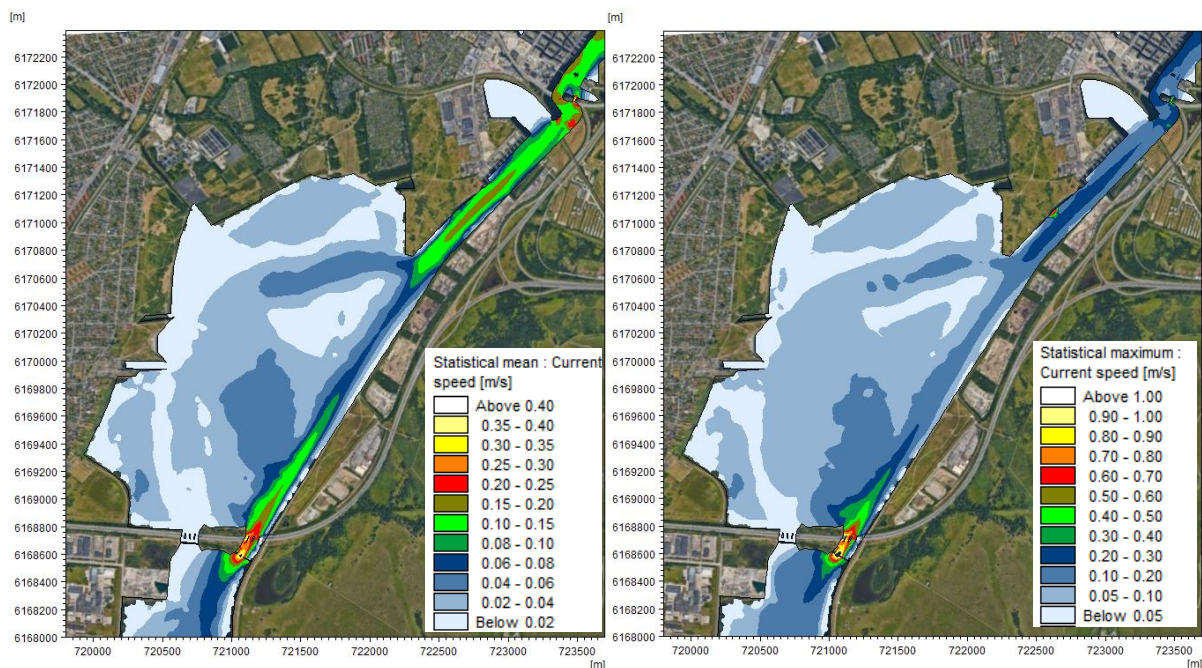 [m]
6172200
6172000
6171800
6171600
6171400
6171200
6171000
6170800
6170600
6170400
6170200
6170000
6169800
6169600
6169400
6169200
6169000
6168800
6168600
6168400
6168200
6168000
Statistical mean : Current
speed [m/s]
Above 0.40
0.35 - 0.40
0.30 - 0.35
0.25 - 0.30
0.20 - 0.25
0.15 - 0.20
0.10 - 0.15
0.08 - 0.10
0.06 - 0.08
0.04 - 0.06
0.02 - 0.04
Below 0.02
720000 720500 721000 721500 722000 722500 723000 723500
[m]
[m]
6172200
6172000
6171800
6171600
6171400
6171200
6171000
6170800
6170600
6170400
6170200
6170000
6169800
6169600
6169400
6169200
6169000
6168800
6168600
6168400
6168200
6168000
Statistical maximum :
Current speed [m/s]
Above 1.00
0.90 - 1.00
0.80 - 0.90
0.70 - 0.80
0.60 - 0.70
0.50 - 0.60
0.40 - 0.50
0.30 - 0.40
0.20 - 0.30
0.10 - 0.20
0.05 - 0.10
Below 0.05
720000 720500 721000 721500 722000 722500 723000 723500
[m]